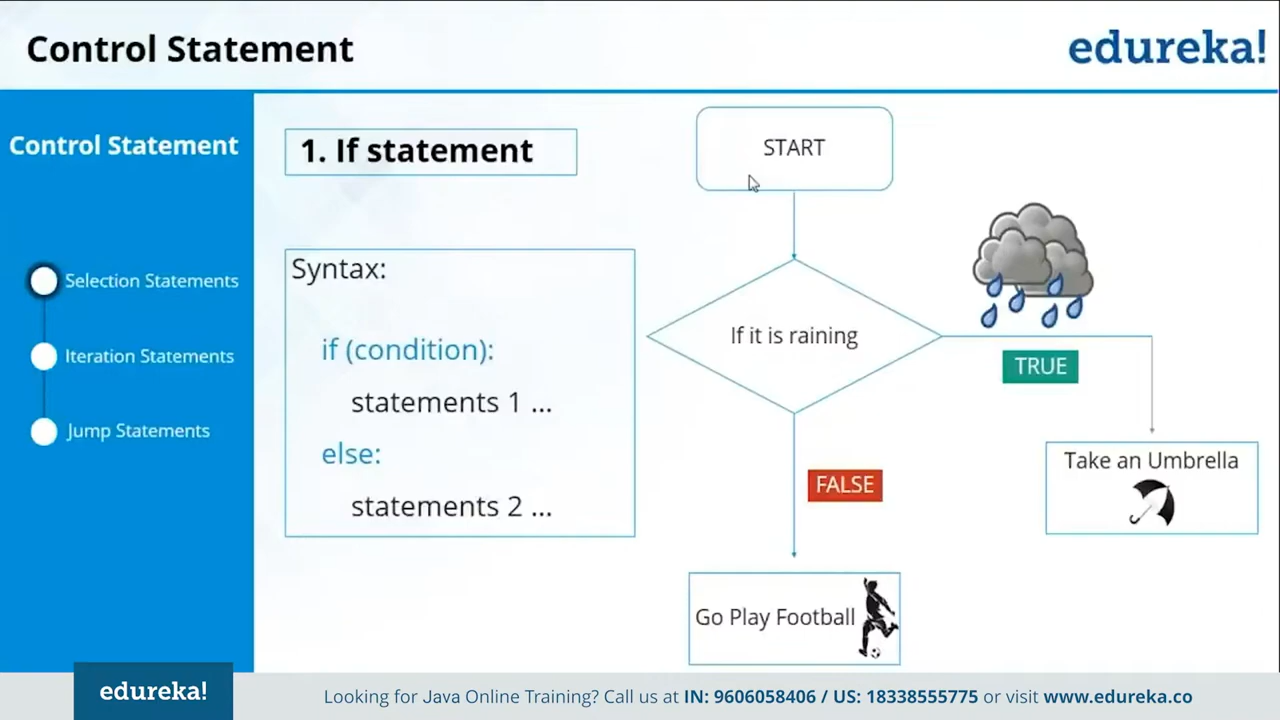 Control Statement
edureka!
Control Statement
Selection Statements
Iteration Statements
Jump Statements
1. If statement
Syntax:
if (condition):
statements 1 ...
else:
statements 2 ...
START
If it is raining
TRUE
Take an Umbrella
FALSE
Go Play Football
edureka!
Looking for Java Online Training? Call us at IN: 9606058406 / US: 18338555775 or visit www.edureka.co